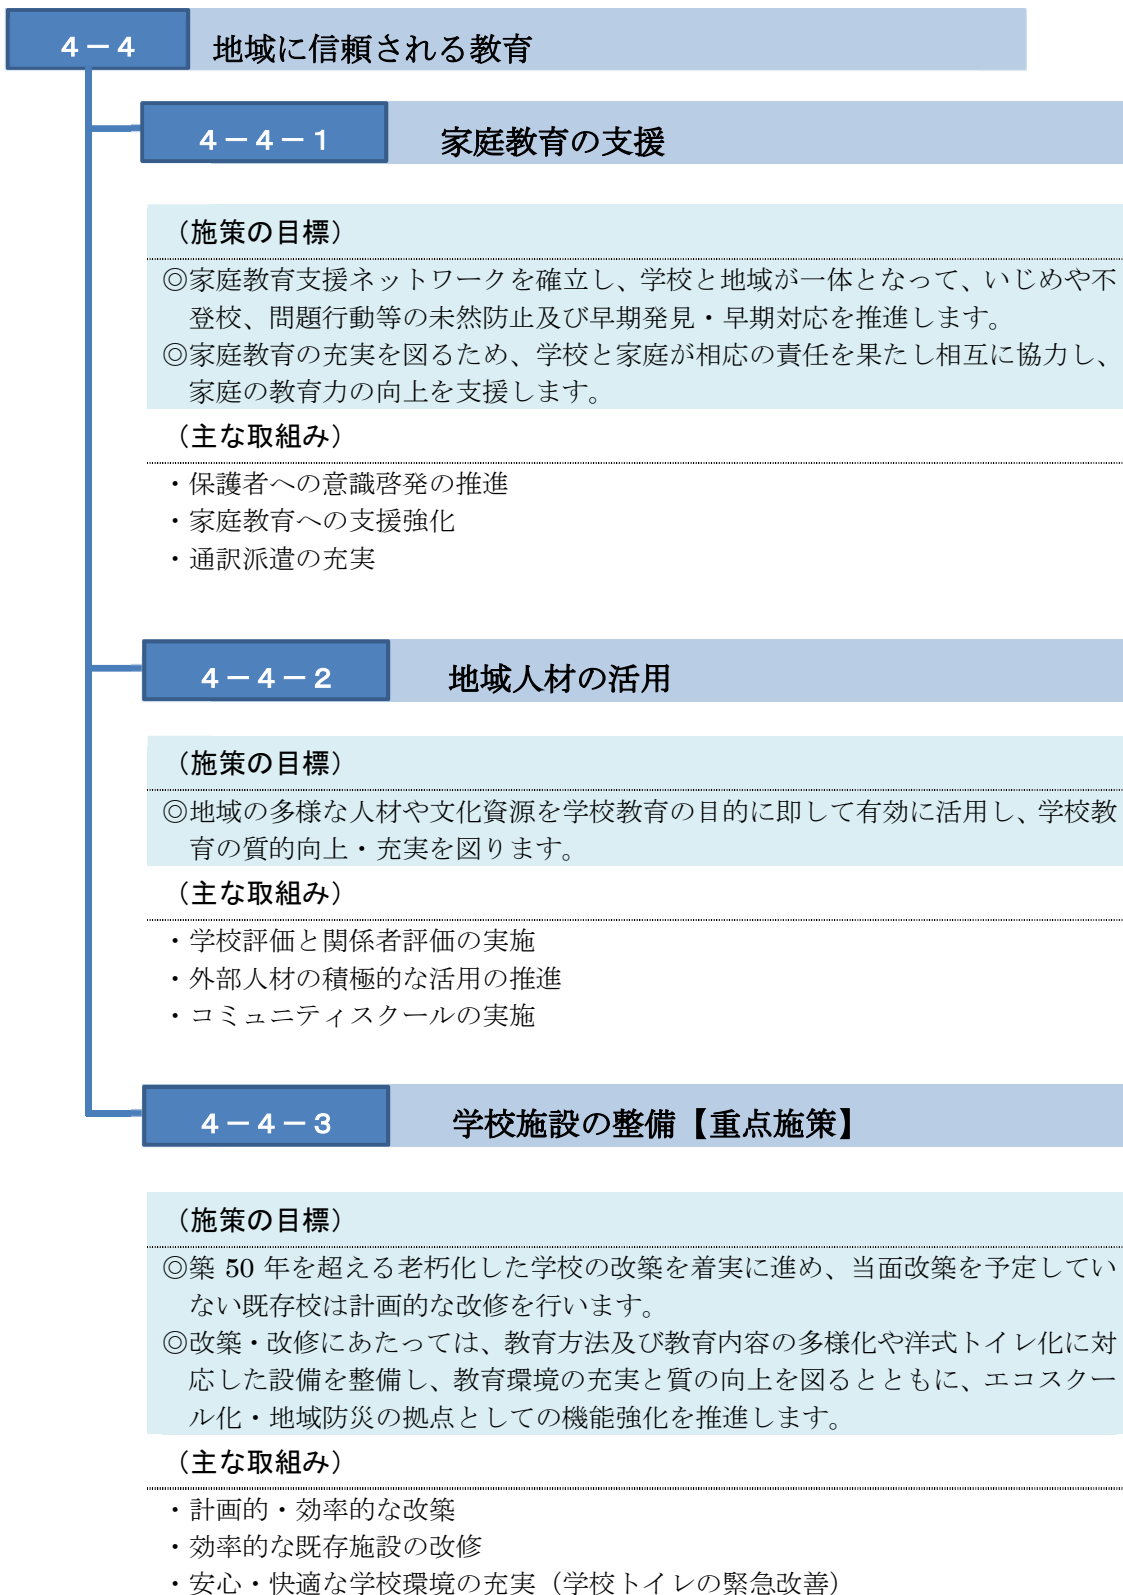 ４－４ 地域に信頼される教育
４－４－１ 家庭教育の支援
（施策の目標）
◎家庭教育支援ネットワークを確立し、学校と地域が一体となって、いじめや不
登校、問題行動等の未然防止及び早期発見・早期対応を推進します。
◎家庭教育の充実を図るため、学校と家庭が相応の責任を果たし相互に協力し、
家庭の教育力の向上を支援します。
（主な取組み）
・保護者への意識啓発の推進
・家庭教育への支援強化
・通訳派遣の充実
４－４－２ 地域人材の活用
（施策の目標）
◎地域の多様な人材や文化資源を学校教育の目的に即して有効に活用し、学校教
育の質的向上・充実を図ります。
（主な取組み）
・学校評価と関係者評価の実施
・外部人材の積極的な活用の推進
・コミュニティスクールの実施
４－４－３ 学校施設の整備【重点施策】
（施策の目標）
◎築 50 年を超える老朽化した学校の改築を着実に進め、当面改築を予定してい
ない既存校は計画的な改修を行います。
◎改築・改修にあたっては、教育方法及び教育内容の多様化や洋式トイレ化に対
応した設備を整備し、教育環境の充実と質の向上を図るとともに、エコスクー
ル化・地域防災の拠点としての機能強化を推進します。
（主な取組み）
・計画的・効率的な改築
・効率的な既存施設の改修
・安心・快適な学校環境の充実（学校トイレの緊急改善）